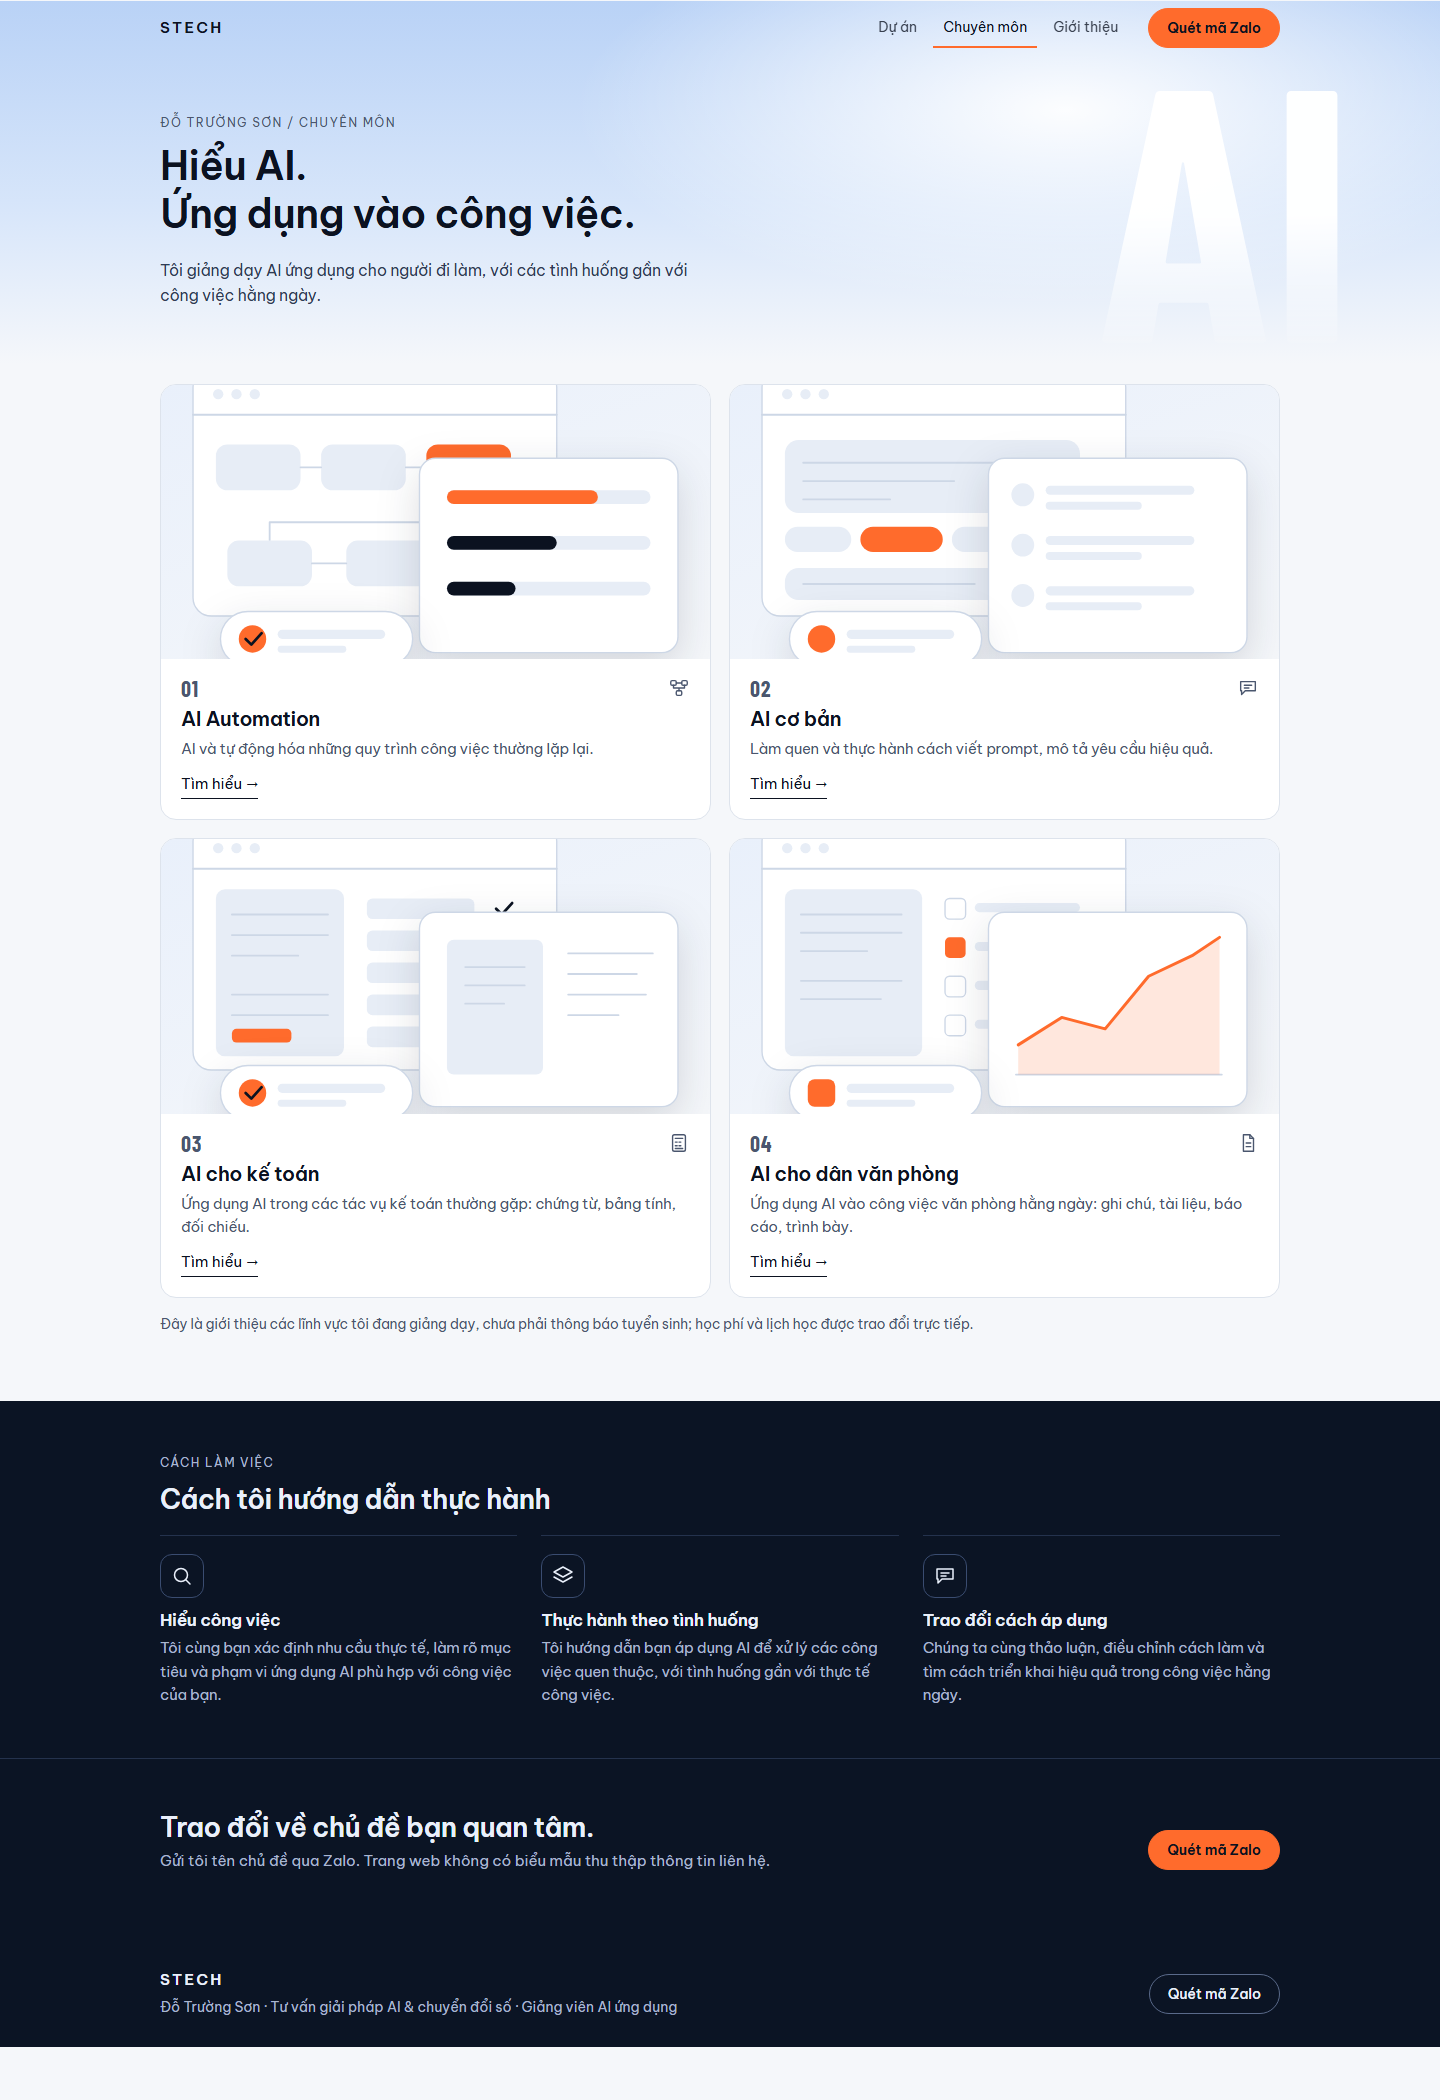 STECH
Dự án
Chuyên môn
Giới thiệu
Quét mã Zalo
AI
ĐỖ TRƯỜNG SƠN / CHUYÊN MÔN
Hiểu AI.
Ứng dụng vào công việc.
Tôi giảng dạy AI ứng dụng cho người đi làm, với các tình huống gần với
công việc hằng ngày.
01
AI Automation
AI và tự động hóa những quy trình công việc thường lặp lại.
Tìm hiểu →
02
AI cơ bản
Làm quen và thực hành cách viết prompt, mô tả yêu cầu hiệu quả.
Tìm hiểu →
03
AI cho kế toán
Ứng dụng AI trong các tác vụ kế toán thường gặp: chứng từ, bảng tính,
đối chiếu.
Tìm hiểu →
04
AI cho dân văn phòng
Ứng dụng AI vào công việc văn phòng hằng ngày: ghi chú, tài liệu, báo
cáo, trình bày.
Tìm hiểu →
Đây là giới thiệu các lĩnh vực tôi đang giảng dạy, chưa phải thông báo tuyển sinh; học phí và lịch học được trao đổi trực tiếp.
CÁCH LÀM VIỆC
Cách tôi hướng dẫn thực hành
Hiểu công việc
Tôi cùng bạn xác định nhu cầu thực tế, làm rõ mục
tiêu và phạm vi ứng dụng AI phù hợp với công việc
của bạn.
Thực hành theo tình huống
Tôi hướng dẫn bạn áp dụng AI để xử lý các công
việc quen thuộc, với tình huống gần với thực tế
công việc.
Trao đổi cách áp dụng
Chúng ta cùng thảo luận, điều chỉnh cách làm và
tìm cách triển khai hiệu quả trong công việc hằng
ngày.
Trao đổi về chủ đề bạn quan tâm.
Gửi tôi tên chủ đề qua Zalo. Trang web không có biểu mẫu thu thập thông tin liên hệ.
Quét mã Zalo
STECH
Đỗ Trường Sơn · Tư vấn giải pháp AI & chuyển đổi số · Giảng viên AI ứng dụng
Quét mã Zalo